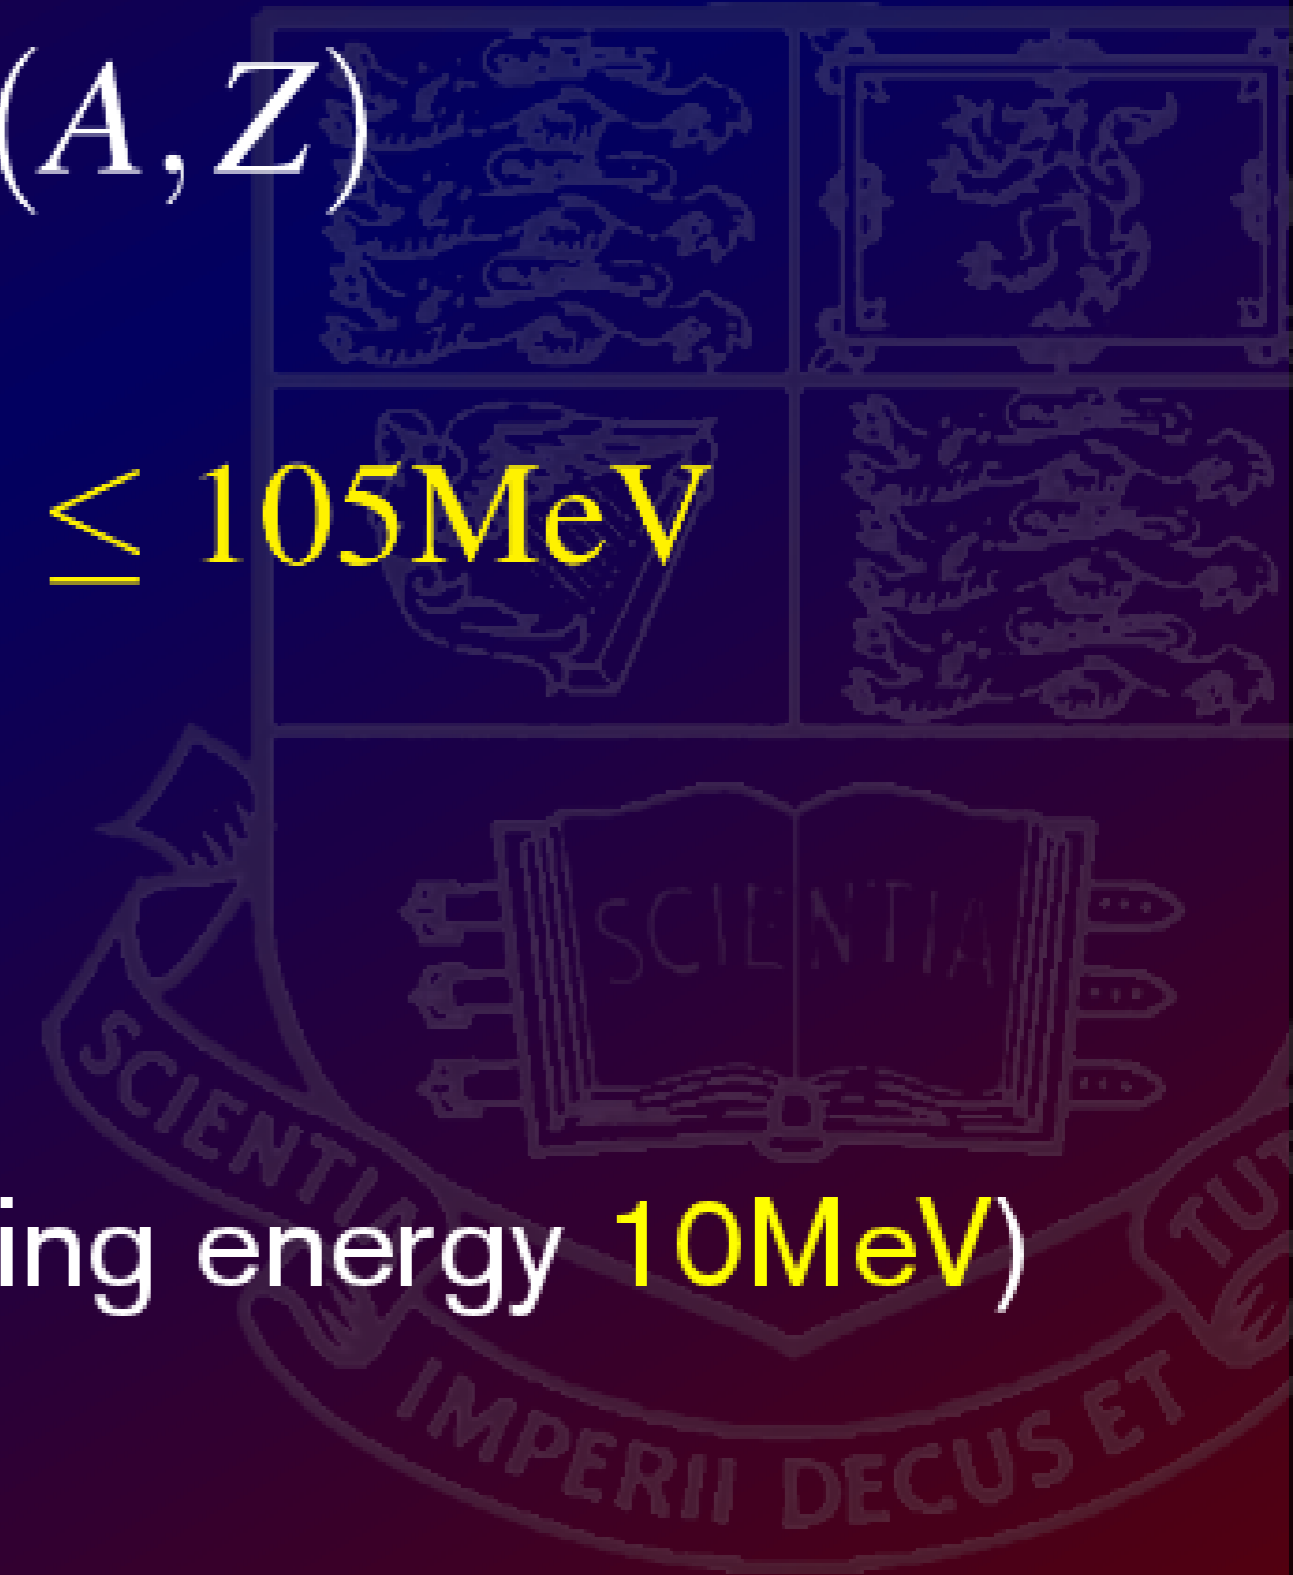 (A,Z)
≤ 105MeV
SCIENTIA
SCIENTIA
ing energy 10MeV)
IMPERII DECUS ET
TUT